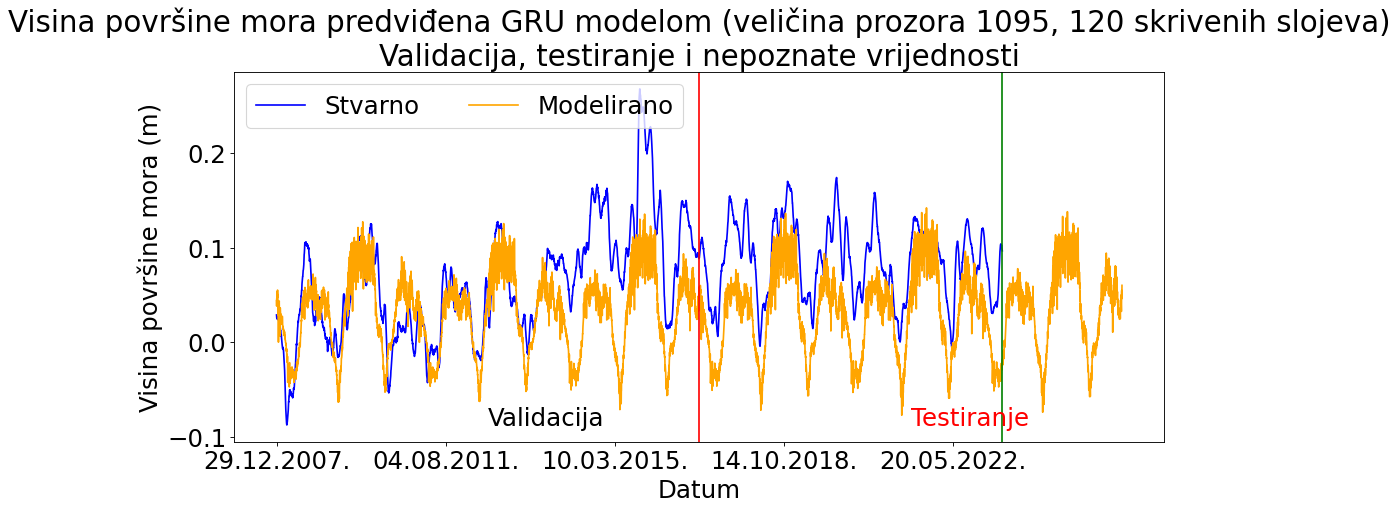 Visina površine mora predviđena GRU modelom (veličina prozora 1095, 120 skrivenih slojeva)
Validacija, testiranje i nepoznate vrijednosti
Stvarno
Modelirano
Visina površine mora (m)
0.2
0.1
0.0
−0.1
Validacija
Testiranje
29.12.2007.
04.08.2011.
10.03.2015.
14.10.2018.
20.05.2022.
Datum